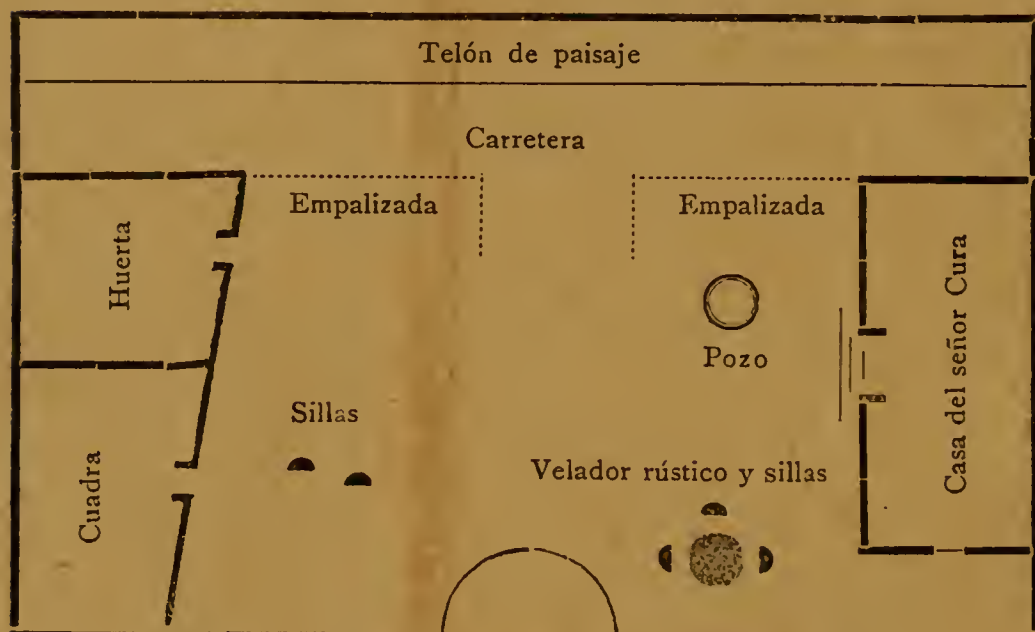 Telón de paisaje
Carretera
Empalizada
Empalizada
Huerta
Pozo
Casa del señor Cura
Sillas
Velador rústico y sillas
Cuadra